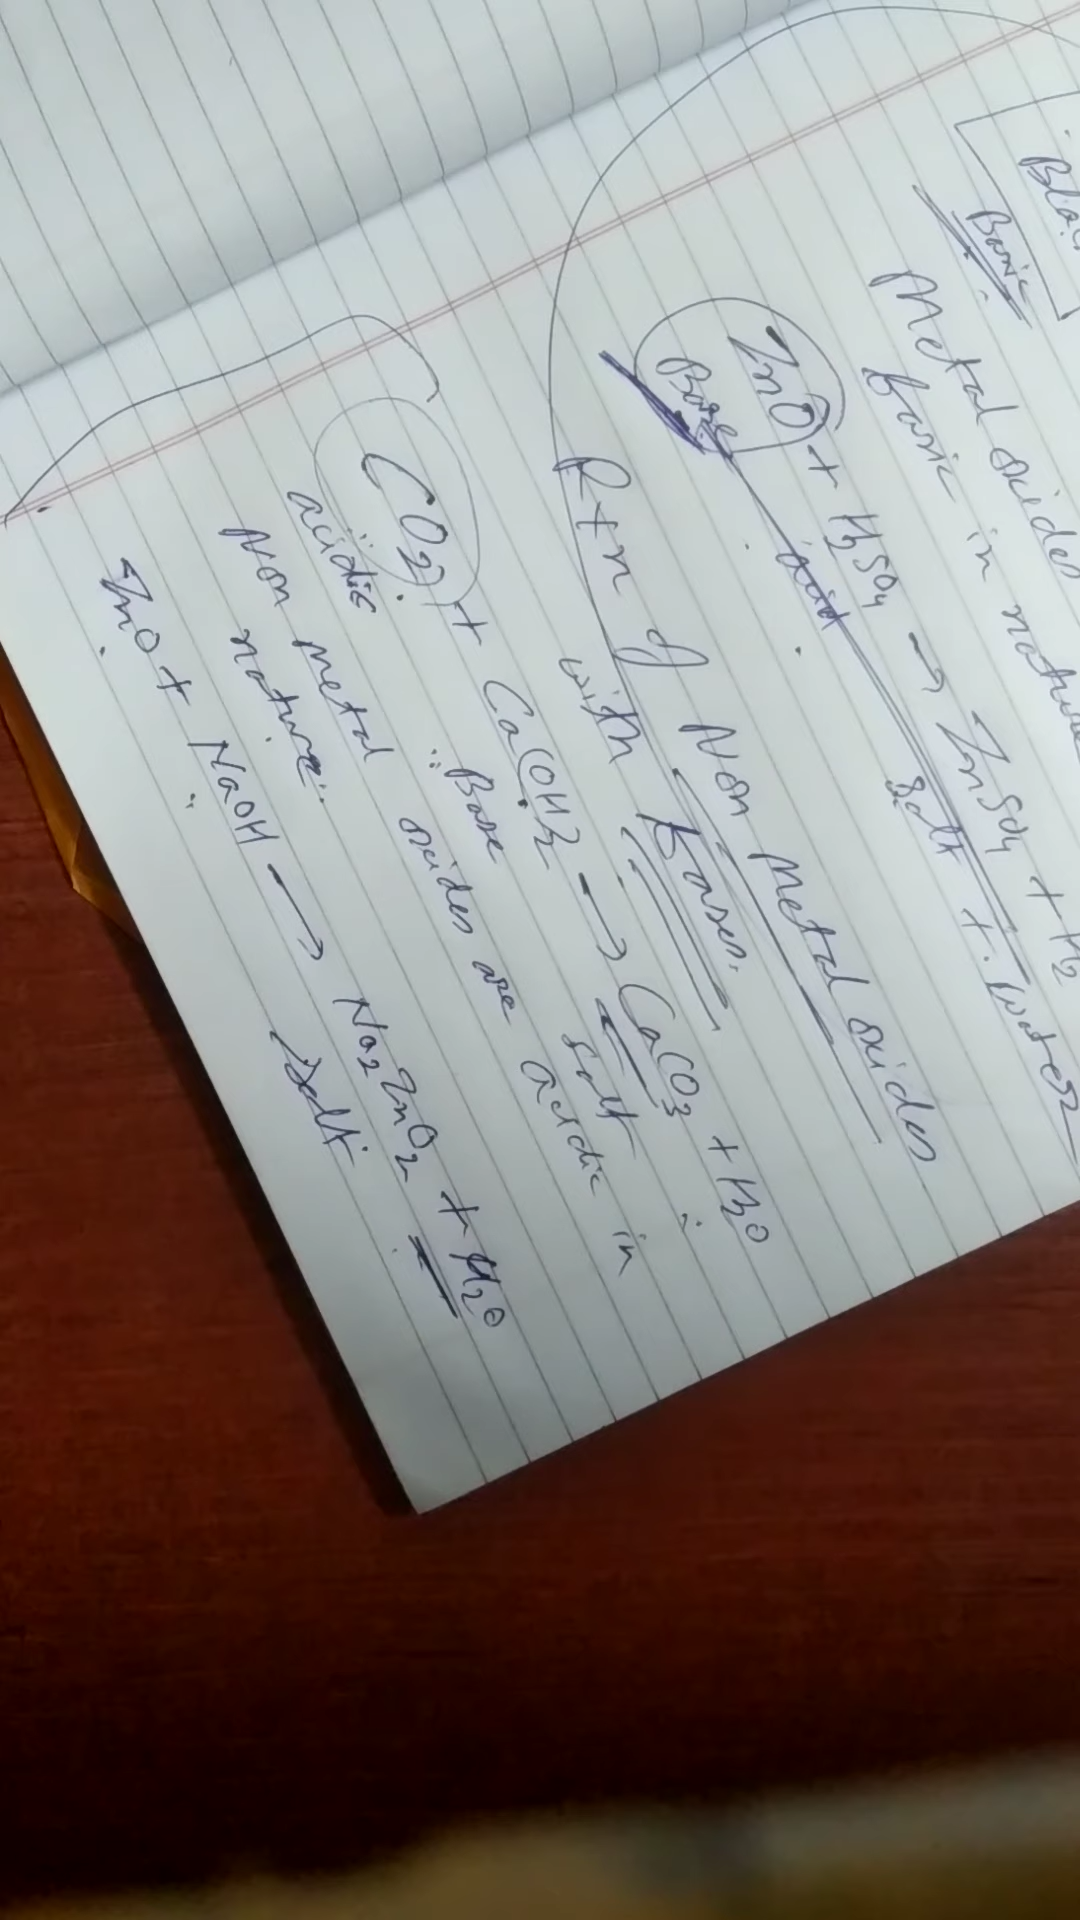 Basic
Metal oxides
basic in nature
ZnO + H2SO4 → ZnSO4 + H2
Base acid Salt + Water
Rxn of Non Metal oxides
with bases.
CO2 + Ca(OH)2 → CaCO3 + H2O
acidic Base Salt
Non metal oxides are acidic in
nature
ZnO + NaOH → Na2ZnO2 + H2O
Salt